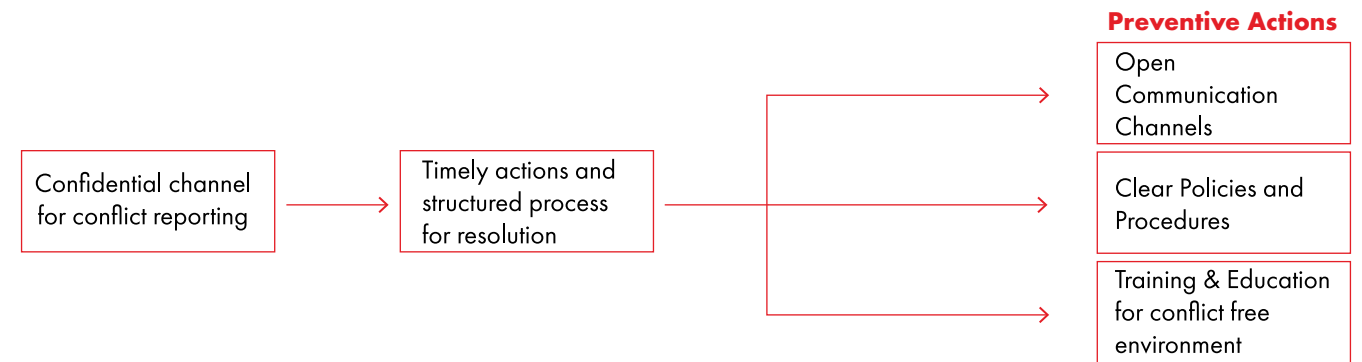 Preventive Actions
Confidential channel
for conflict reporting
Timely actions and
structured process
for resolution
Open
Communication
Channels
Clear Policies and
Procedures
Training & Education
for conflict free
environment